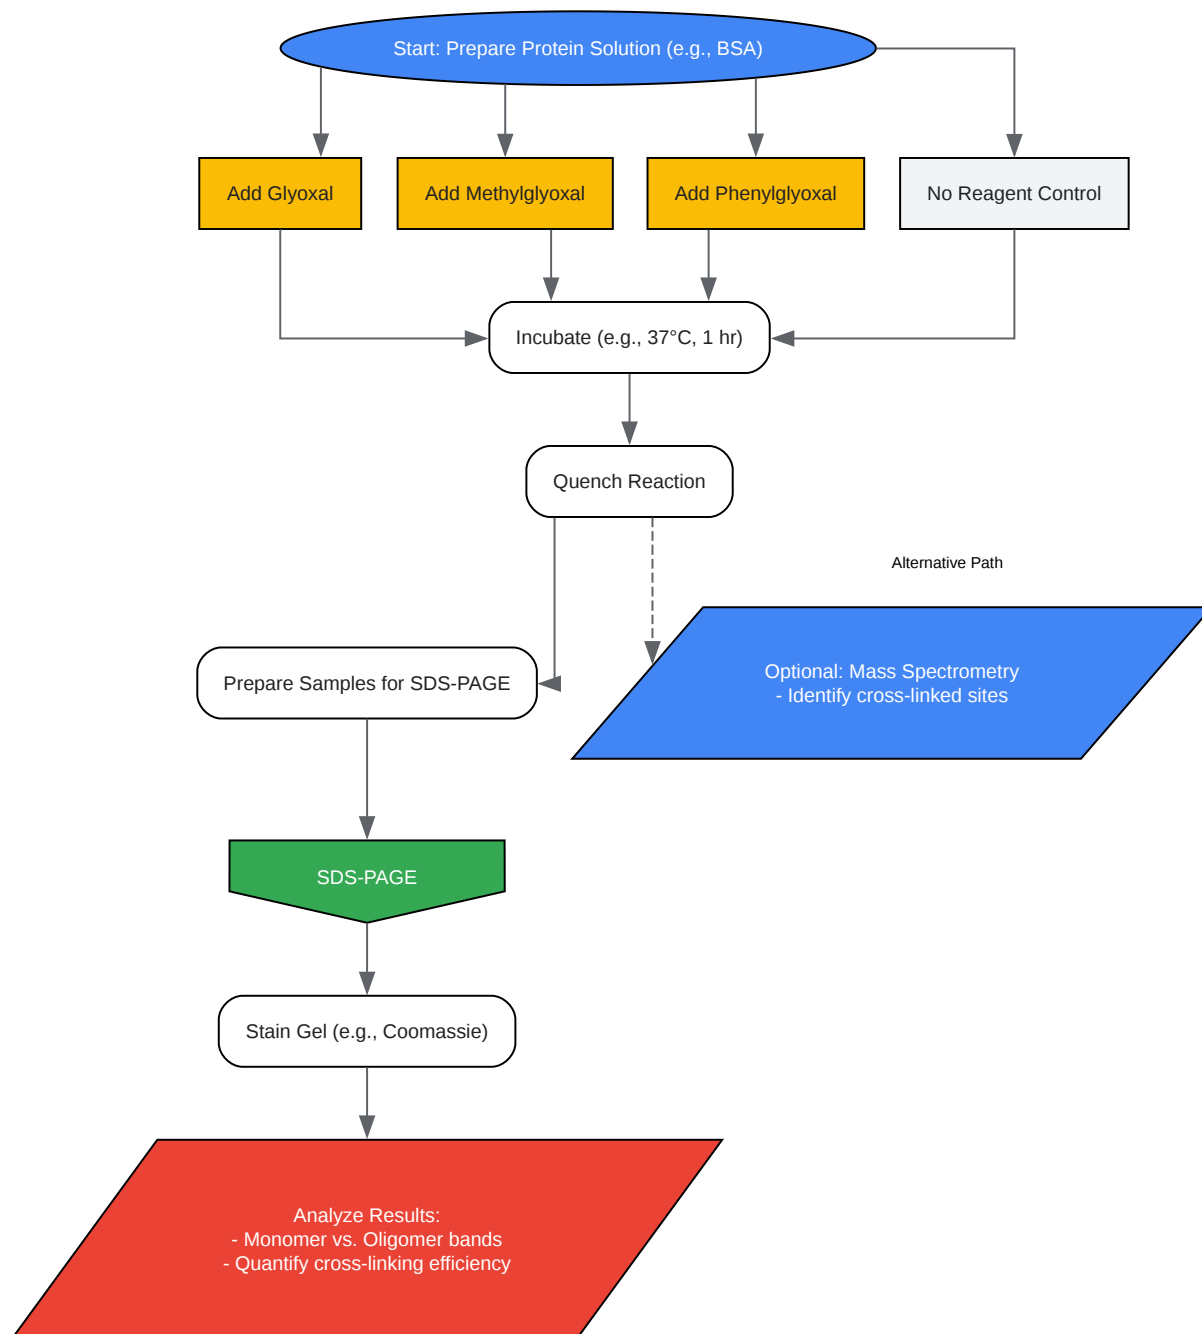 Start: Prepare Protein Solution (e.g., BSA)
Add Glyoxal
Add Methylglyoxal
Add Phenylglyoxal
No Reagent Control
Incubate (e.g., 37°C, 1 hr)
Quench Reaction
Alternative Path
Optional: Mass Spectrometry
- Identify cross-linked sites
Prepare Samples for SDS-PAGE
SDS-PAGE
Stain Gel (e.g., Coomassie)
Analyze Results:
- Monomer vs. Oligomer bands
- Quantify cross-linking efficiency